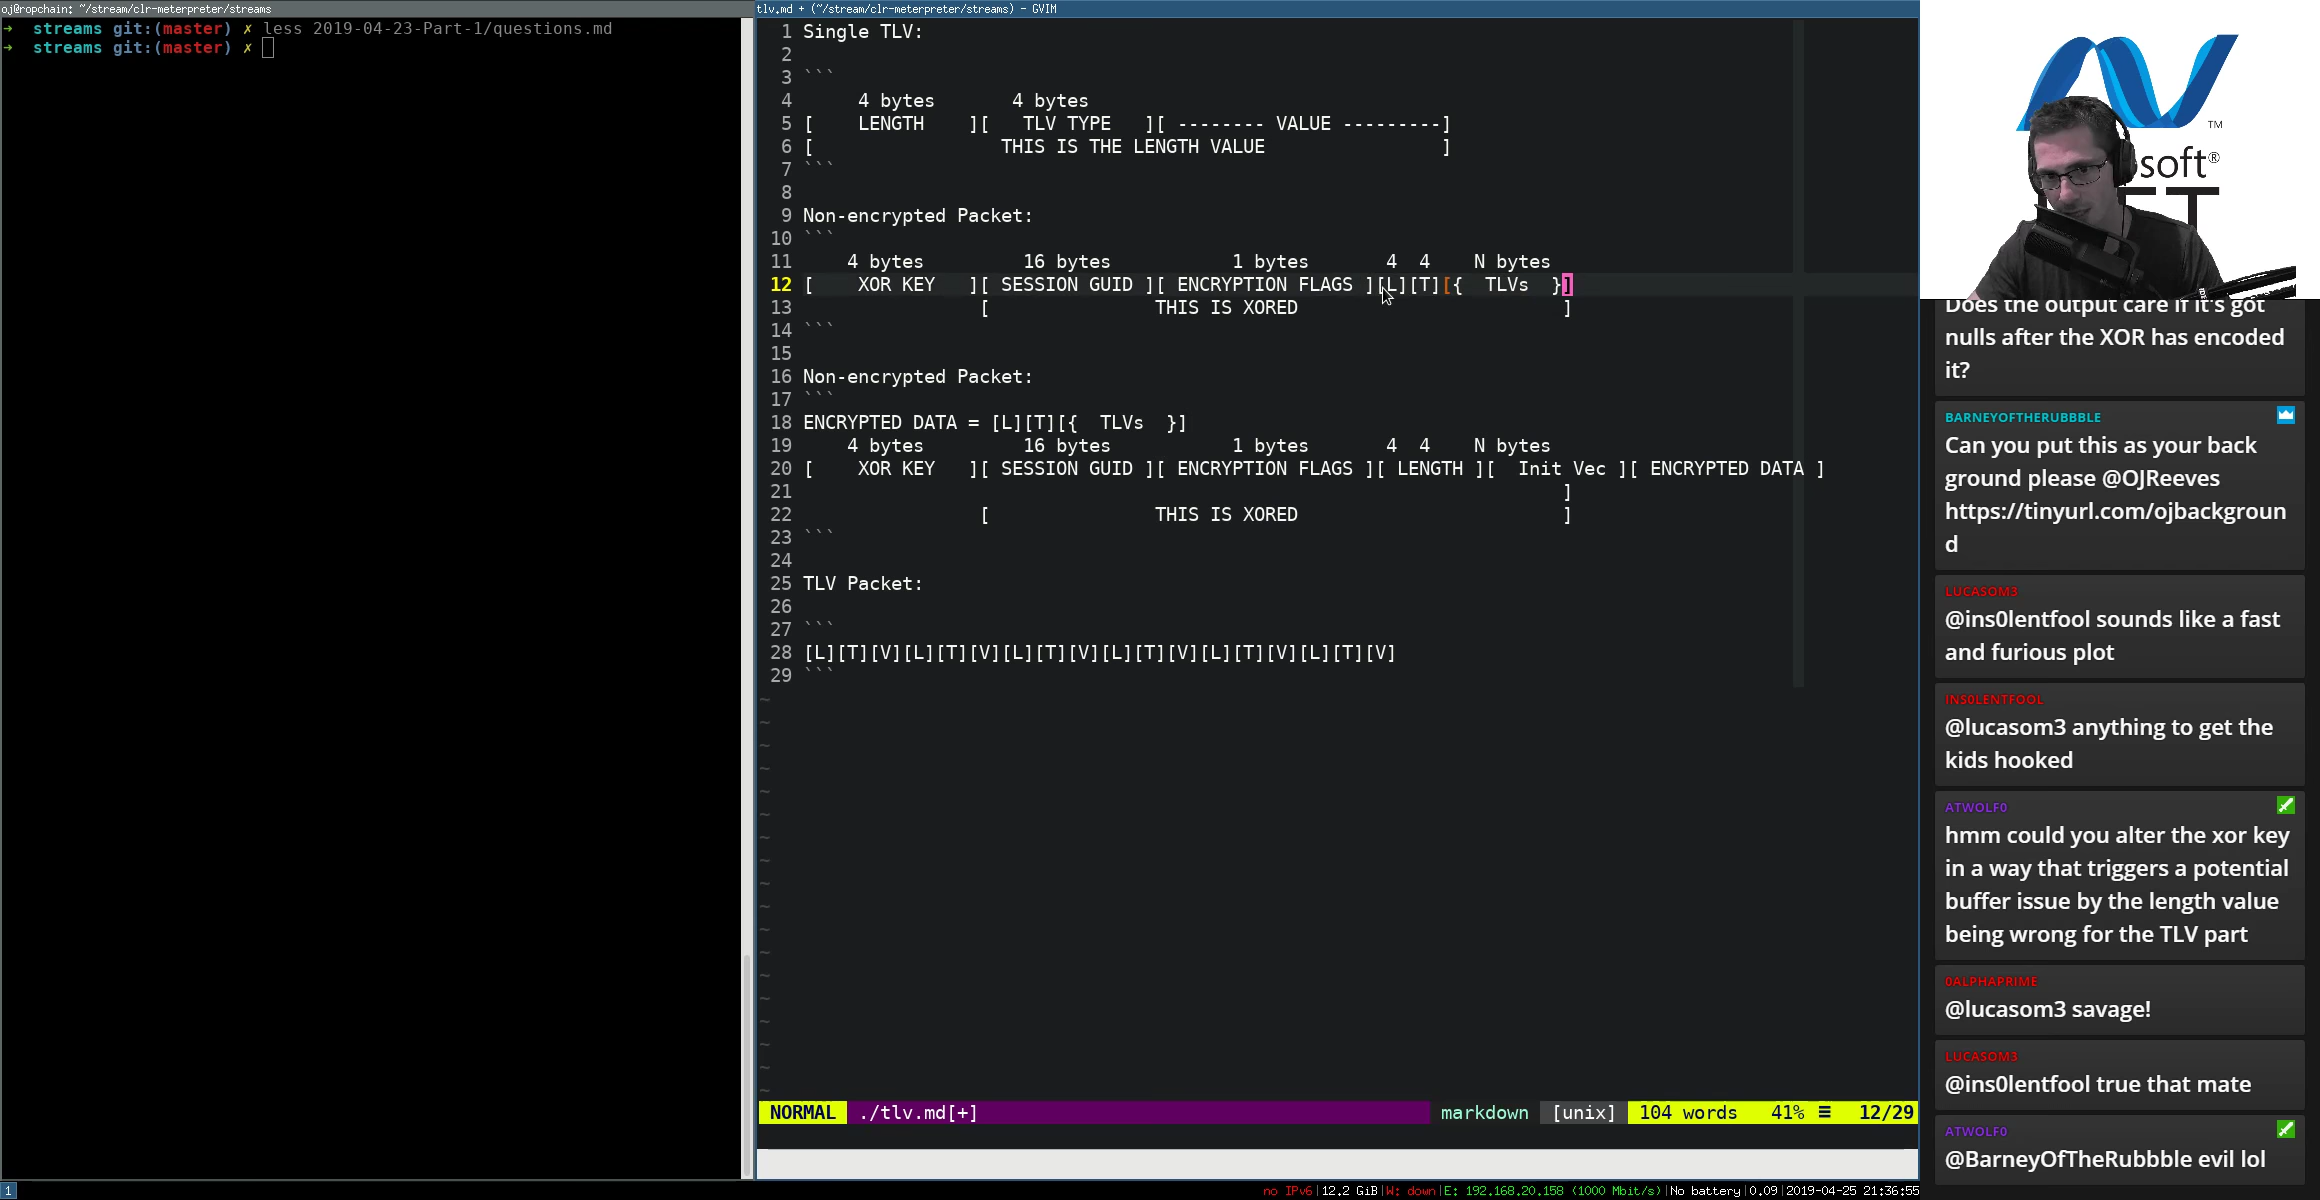 oj@ropchain: ~/stream/clr-meterpreter/streams
➜  streams git:(master) ✗ less 2019-04-23-Part-1/questions.md
➜  streams git:(master) ✗
tlv.md + (~/stream/clr-meterpreter/streams) - GVIM
1 Single TLV:
2
3 ```
4      4 bytes       4 bytes
5 [    LENGTH    ][   TLV TYPE   ][ -------- VALUE ---------]
6 [                 THIS IS THE LENGTH VALUE                ]
7 ```
8
9 Non-encrypted Packet:
10 ```
11     4 bytes         16 bytes           1 bytes       4  4    N bytes
12 [    XOR KEY   ][ SESSION GUID ][ ENCRYPTION FLAGS ][L][T][{  TLVs  }]
13                 [               THIS IS XORED                        ]
14 ```
15
16 Non-encrypted Packet:
17 ```
18 ENCRYPTED DATA = [L][T][{  TLVs  }]
19     4 bytes         16 bytes           1 bytes       4  4    N bytes
20 [    XOR KEY   ][ SESSION GUID ][ ENCRYPTION FLAGS ][ LENGTH ][  Init Vec ][ ENCRYPTED DATA ]
21                                                                      ]
22                 [               THIS IS XORED                        ]
23 ```
24
25 TLV Packet:
26
27 ```
28 [L][T][V][L][T][V][L][T][V][L][T][V][L][T][V][L][T][V]
29 ```
NORMAL ./tlv.md[+] markdown [unix] 104 words 41% ≡ 12/29
1
no IPv6|12.2 GiB|W: down|E: 192.168.20.158 (1000 Mbit/s)|No battery|0.09|2019-04-25 21:36:55
TM
soft®
Does the output care if it's got
nulls after the XOR has encoded
it?
BARNEYOFTHERUBBBLE
Can you put this as your back
ground please @OJReeves
https://tinyurl.com/ojbackgroun
d
LUCASOM3
@ins0lentfool sounds like a fast
and furious plot
INS0LENTFOOL
@lucasom3 anything to get the
kids hooked
ATWOLF0
hmm could you alter the xor key
in a way that triggers a potential
buffer issue by the length value
being wrong for the TLV part
0ALPHAPRIME
@lucasom3 savage!
LUCASOM3
@ins0lentfool true that mate
ATWOLF0
@BarneyOfTheRubbble evil lol